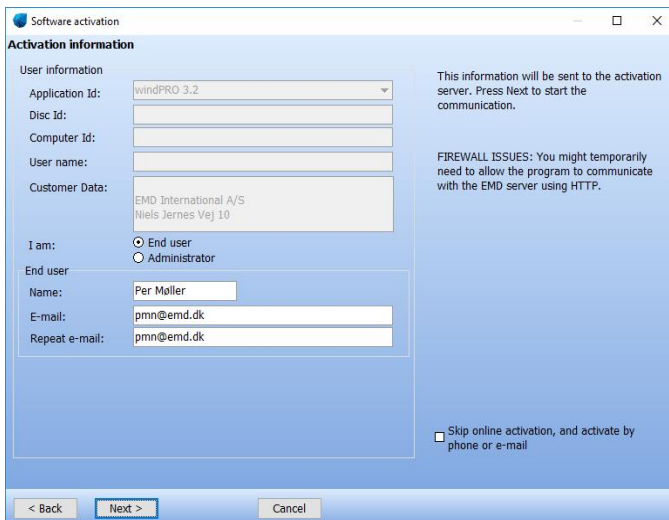 Software activation
Activation information
User information
Application Id:
windPRO 3.2
Disc Id:
Computer Id:
User name:
Customer Data:
EMD International A/S
Niels Jernes Vej 10
I am:
End user
Administrator
End user
Name:
Per Møller
E-mail:
pmn@emd.dk
Repeat e-mail:
pmn@emd.dk
This information will be sent to the activation
server. Press Next to start the
communication.
FIREWALL ISSUES: You might temporarily
need to allow the program to communicate
with the EMD server using HTTP.
Skip online activation, and activate by
phone or e-mail
< Back
Next >
Cancel